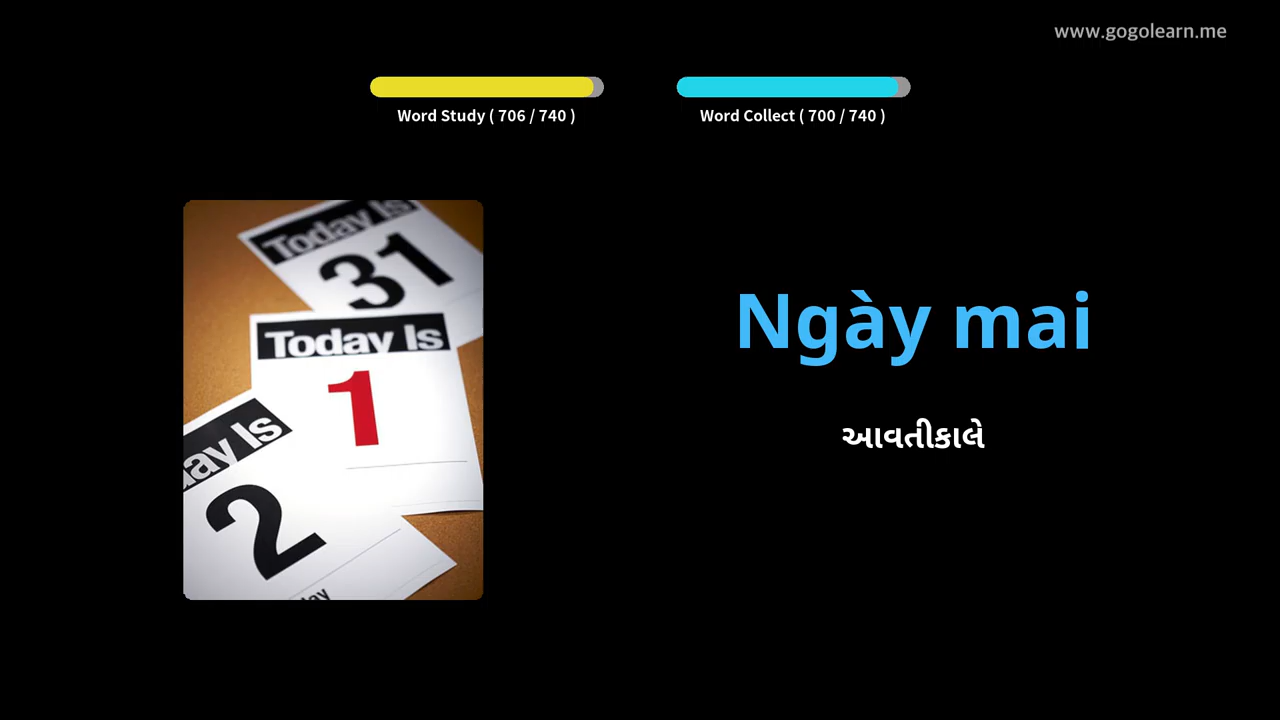 www.gogolearn.me
Word Study ( 706 / 740 )
Word Collect ( 700 / 740 )
Today Is
31
Today Is
1
ay Is
2
Ngày mai
આવતીકાલે